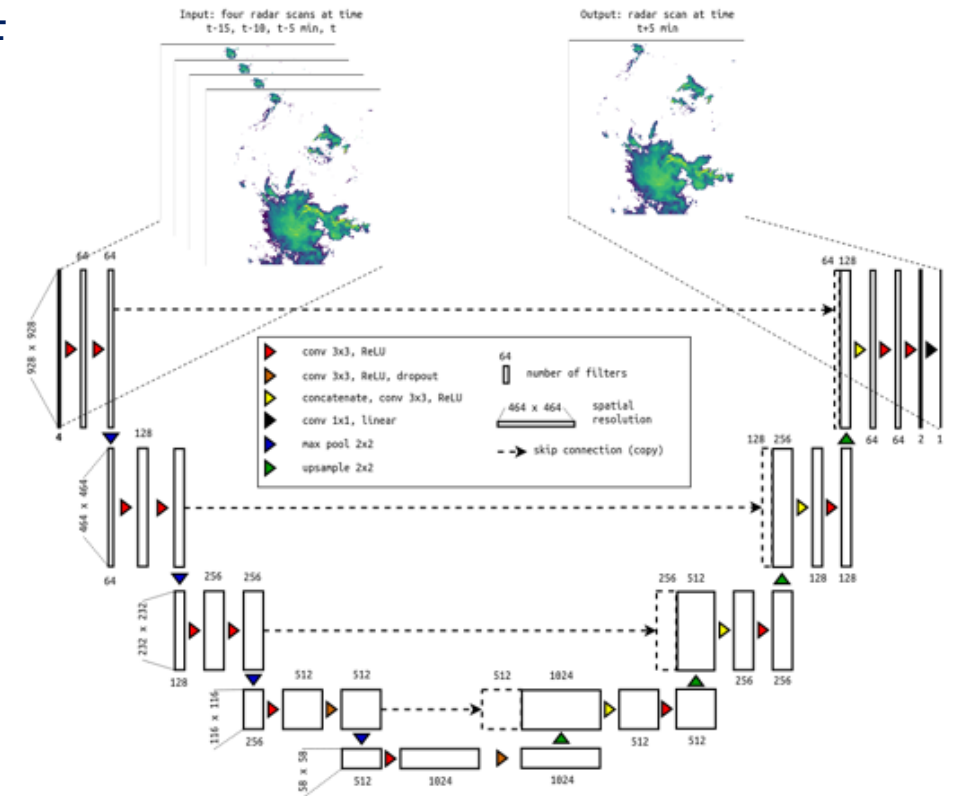 Input: four radar scans at time
t-15, t-10, t-5 min, t
Output: radar scan at time
t+5 min
64 64
64 128
928 x 928
4
64 64 2 1
conv 3x3, ReLU
conv 3x3, ReLU, dropout
concatenate, conv 3x3, ReLU
conv 1x1, linear
max pool 2x2
upsample 2x2
64
number of filters
464 x 464
spatial
resolution
skip connection (copy)
128
128 256
464 x 464
64
128 128
256 256
256 512
232 x 232
128
256 256
512 512
512 1024
116 x 116
256
512 512
58 x 58
512 1024
1024